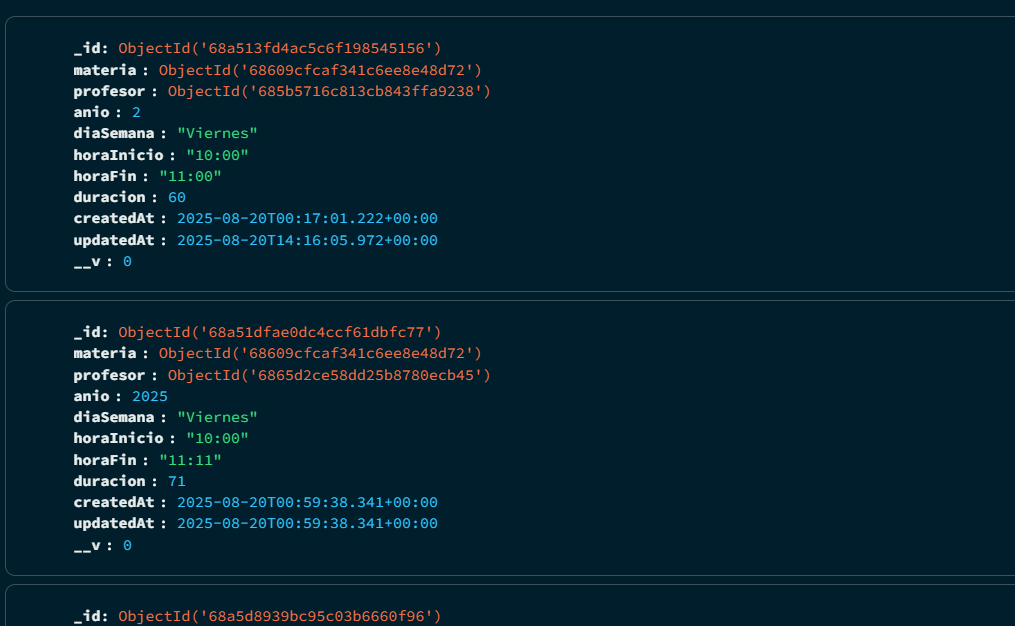 _id: ObjectId('68a513fd4ac5c6f198545156')
materia : ObjectId('68609cfcaf341c6ee8e48d72')
profesor : ObjectId('685b5716c813cb843ffa9238')
anio : 2
diaSemana : "Viernes"
horaInicio : "10:00"
horaFin : "11:00"
duracion : 60
createdAt : 2025-08-20T00:17:01.222+00:00
updatedAt : 2025-08-20T14:16:05.972+00:00
__v : 0
_id: ObjectId('68a51dfae0dc4ccf61dbfc77')
materia : ObjectId('68609cfcaf341c6ee8e48d72')
profesor : ObjectId('6865d2ce58dd25b8780ecb45')
anio : 2025
diaSemana : "Viernes"
horaInicio : "10:00"
horaFin : "11:11"
duracion : 71
createdAt : 2025-08-20T00:59:38.341+00:00
updatedAt : 2025-08-20T00:59:38.341+00:00
__v : 0
_id: ObjectId('68a5d8939bc95c03b6660f96')